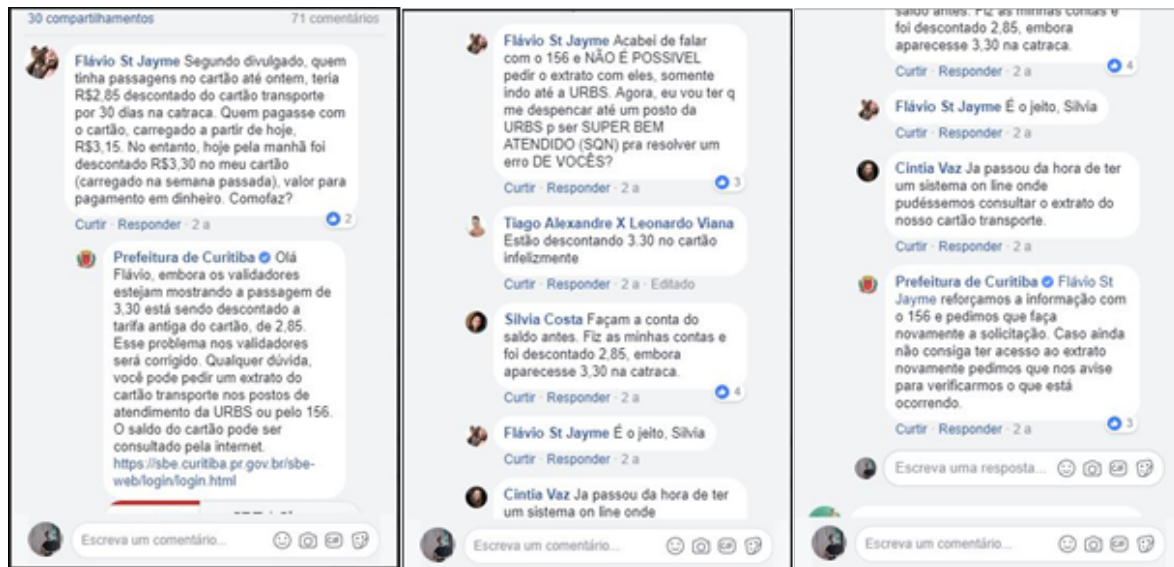 30 compartilhamentos 71 comentários
Flávio St Jayme Segundo divulgado, quem
tinha passagens no cartão até ontem, teria
R$2,85 descontado do cartão transporte
por 30 dias na catraca. Quem pagasse com
o cartão, carregado a partir de hoje,
R$3,15. No entanto, hoje pela manhã foi
descontado R$3,30 no meu cartão
(carregado na semana passada), valor para
pagamento em dinheiro. Comofaz?
2
Curtir · Responder · 2 a
Prefeitura de Curitiba Olá
Flávio, embora os validadores
estejam mostrando a passagem de
3,30 está sendo descontado a
tarifa antiga do cartão, de 2,85.
Esse problema nos validadores
será corrigido. Qualquer dúvida,
você pode pedir um extrato do
cartão transporte nos postos de
atendimento da URBS ou pelo 156.
O saldo do cartão pode ser
consultado pela internet.
https://sbe.curitiba.pr.gov.br/sbe-
web/login/login.html
Escreva um comentário...
Flávio St Jayme Acabei de falar
com o 156 e NÃO É POSSIVEL
pedir o extrato com eles, somente
indo até a URBS. Agora, eu vou ter q
me despencar até um posto da
URBS p ser SUPER BEM
ATENDIDO (SQN) pra resolver um
erro DE VOCÊS?
3
Curtir · Responder · 2 a
Tiago Alexandre X Leonardo Viana
Estão descontando 3.30 no cartão
infelizmente
Curtir · Responder · 2 a · Editado
Silvia Costa Façam a conta do
saldo antes. Fiz as minhas contas e
foi descontado 2,85, embora
aparecesse 3,30 na catraca.
4
Curtir · Responder · 2 a
Flávio St Jayme É o jeito, Silvia
Curtir · Responder · 2 a
Cintia Vaz Ja passou da hora de ter
um sistema on line onde
Escreva um comentário...
saldo antes. Fiz as minhas contas e
foi descontado 2,85, embora
aparecesse 3,30 na catraca.
4
Curtir · Responder · 2 a
Flávio St Jayme É o jeito, Silvia
Curtir · Responder · 2 a
Cintia Vaz Ja passou da hora de ter
um sistema on line onde
pudéssemos consultar o extrato do
nosso cartão transporte.
Curtir · Responder · 2 a
Prefeitura de Curitiba Flávio St
Jayme reforçamos a informação com
o 156 e pedimos que faça
novamente a solicitação. Caso ainda
não consiga ter acesso ao extrato
novamente pedimos que nos avise
para verificarmos o que está
ocorrendo.
3
Curtir · Responder · 2 a
Escreva uma resposta...
Escreva um comentário...